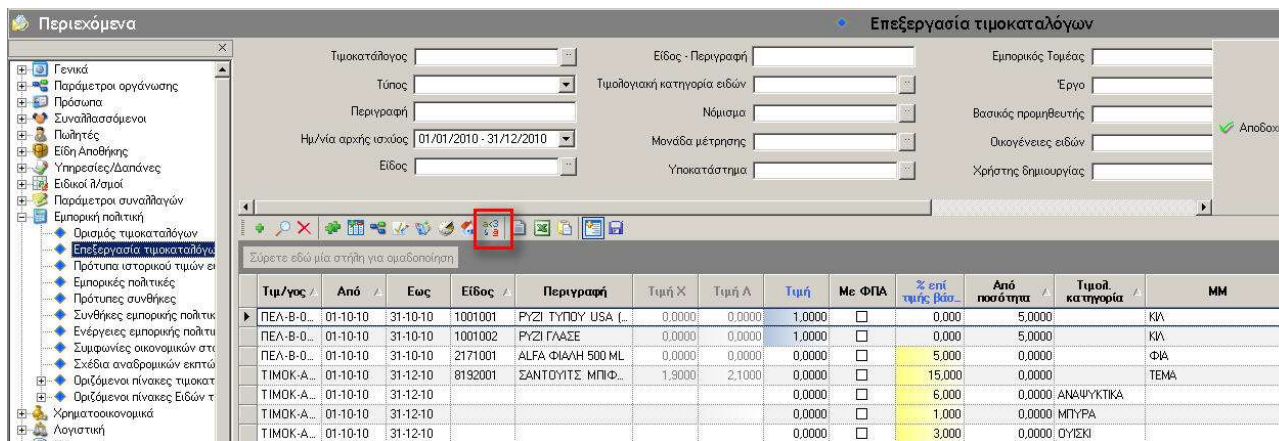 Περιεχόμενα
Επεξεργασία τιμοκαταλόγων
Γενικά
Παράμετροι οργάνωσης
Πρόσωπα
Συναλλασσόμενοι
Πωλητές
Είδη Αποθήκης
Υπηρεσίες/Δαπάνες
Ειδικοί λ/σμοί
Παράμετροι συναλλαγών
Εμπορική πολιτική
Ορισμός τιμοκαταλόγων
Επεξεργασία τιμοκαταλόγω
Πρότυπα ιστορικού τιμών ε
Εμπορικές πολιτικές
Πρότυπες συνθήκες
Συνθήκες εμπορικής πολιτι
Ενέργειες εμπορικής πολιτι
Συμφωνίες οικονομικών στ
Σχέδια αναδρομικών εκπτώ
Οριζόμενοι πίνακες τιμοκατ
Οριζόμενοι πίνακες Ειδών τ
Χρηματοοικονομικά
Λογιστική
Τιμοκατάλογος
Τύπος
Περιγραφή
Ημ/νία αρχής ισχύος 01/01/2010 - 31/12/2010
Είδος
Είδος - Περιγραφή
Τιμολογιακή κατηγορία ειδών
Νόμισμα
Μονάδα μέτρησης
Υποκατάστημα
Εμπορικός Τομέας
Έργο
Βασικός προμηθευτής
Οικογένειες ειδών
Χρήστης δημιουργίας
Αποδοχ
Σύρετε εδώ μία στήλη για ομαδοποίηση
Τιμ/γος Από Εως Είδος Περιγραφή Τιμή Χ Τιμή Λ Τιμή Με ΦΠΑ % επί τιμής βάσ... Από ποσότητα Τιμολ. κατηγορία ΜΜ
ΠΕΛ-Β-0... 01-10-10 31-10-10 1001001 ΡΥΖΙ ΤΥΠΟΥ USA (... 0,0000 0,0000 1,0000 0,000 5,0000 ΚΙΛ
ΠΕΛ-Β-0... 01-10-10 31-10-10 1001002 ΡΥΖΙ ΓΛΑΣΕ 0,0000 0,0000 1,0000 0,000 5,0000 ΚΙΛ
ΠΕΛ-Β-0... 01-10-10 31-10-10 2171001 ALFA ΦΙΑΛΗ 500 ML 0,0000 0,0000 0,0000 5,000 0,0000 ΦΙΑ
ΤΙΜΟΚ-Α... 01-10-10 31-12-10 8192001 ΣΑΝΤΟΥΙΤΣ ΜΠΙΦ... 1,9000 2,1000 0,0000 15,000 0,0000 ΤΕΜΑ
ΤΙΜΟΚ-Α... 01-10-10 31-12-10 0,0000 6,000 0,0000 ΑΝΑΨΥΚΤΙΚΑ
ΤΙΜΟΚ-Α... 01-10-10 31-12-10 0,0000 1,000 0,0000 ΜΠΥΡΑ
ΤΙΜΟΚ-Α... 01-10-10 31-12-10 0,0000 3,000 0,0000 ΟΥΙΣΚΙ